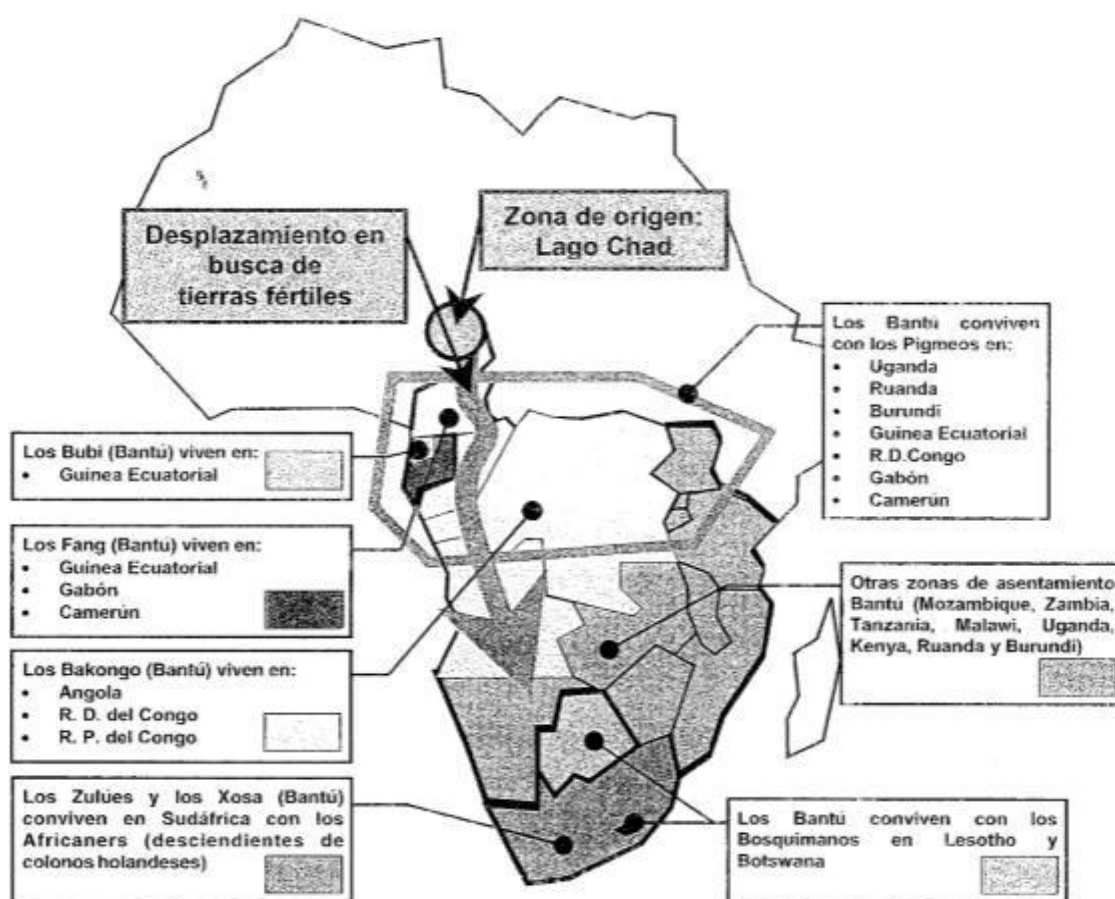 Desplazamiento en
busca de
tierras fértiles
Zona de origen:
Lago Chad
Los Bantú conviven
con los Pigmeos en:
• Uganda
• Ruanda
• Burundi
• Guinea Ecuatorial
• R.D.Congo
• Gabón
• Camerún
Los Bubi (Bantú) viven en:
• Guinea Ecuatorial
Los Fang (Bantú) viven en:
• Guinea Ecuatorial
• Gabón
• Camerún
Otras zonas de asentamiento
Bantú (Mozambique, Zambia,
Tanzania, Malawi, Uganda,
Kenya, Ruanda y Burundi)
Los Bakongo (Bantú) viven en:
• Angola
• R. D. del Congo
• R. P. del Congo
Los Zulúes y los Xosa (Bantú)
conviven en Sudáfrica con los
Africaners (descendientes de
colonos holandeses)
Los Bantú conviven con los
Bosquimanos en Lesotho y
Botswana